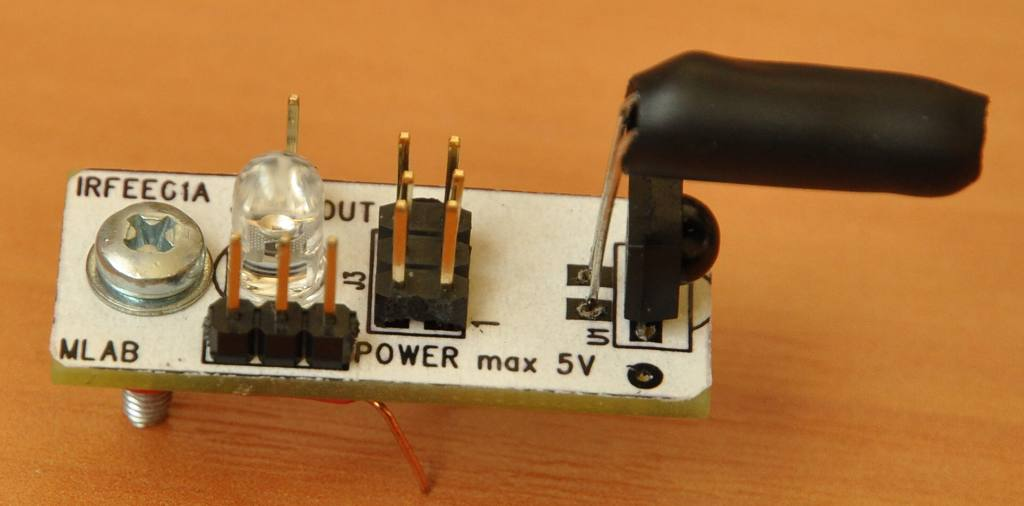 IRFEEC1A
OUT
J3
1
U1
MLAB
POWER max 5V